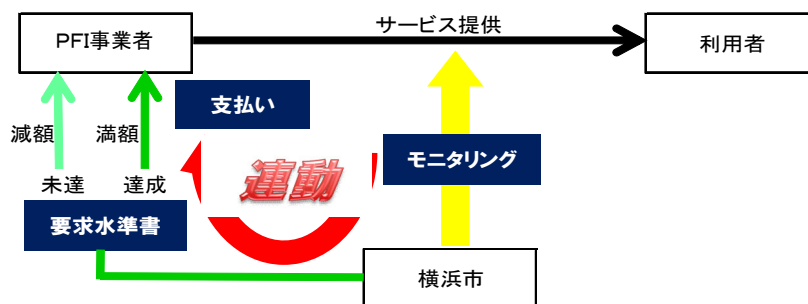 サービス提供
PFI事業者
利用者
支払い
減額
満額
連動
モニタリング
未達
達成
要求水準書
横浜市